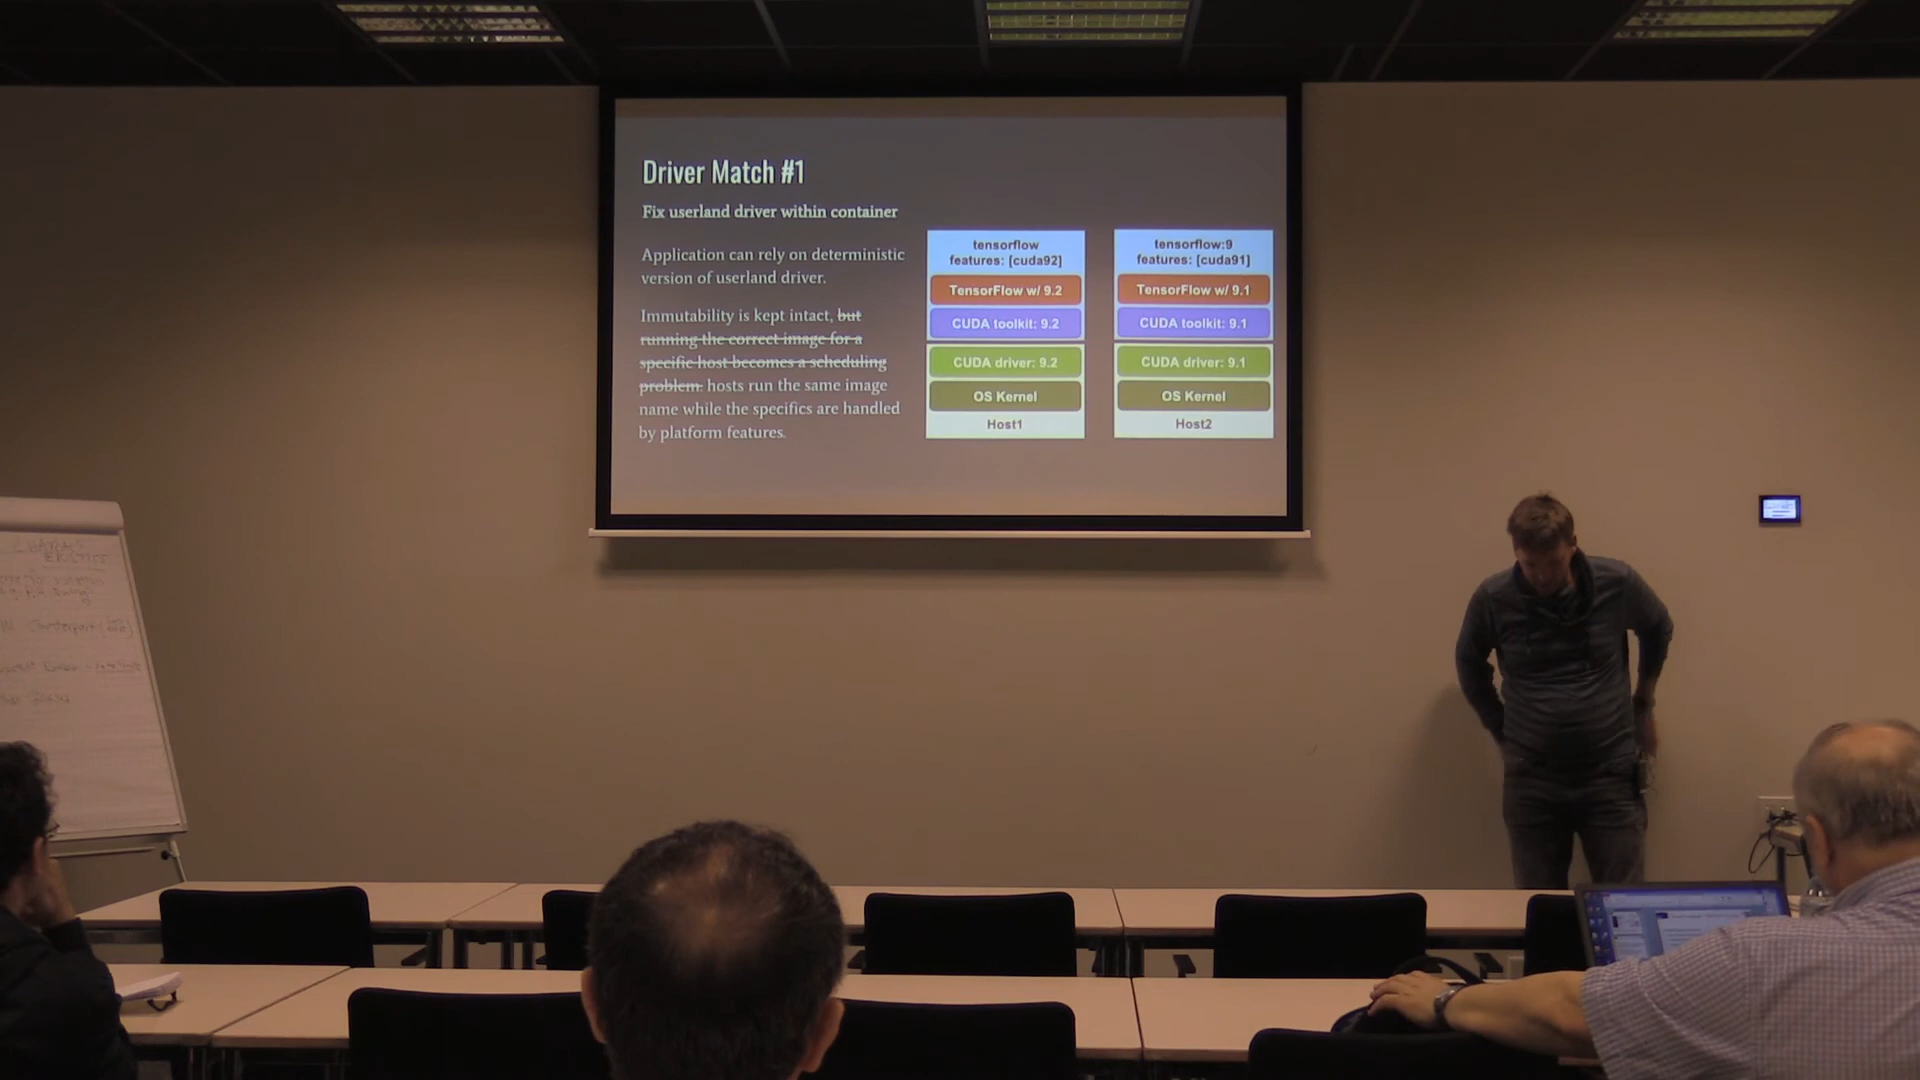 Driver Match #1
Fix userland driver within container
Application can rely on deterministic
version of userland driver.
Immutability is kept intact, but
running the correct image for a
specific host becomes a scheduling
problem. hosts run the same image
name while the specifics are handled
by platform features.
tensorflow
features: [cuda92]
TensorFlow w/ 9.2
CUDA toolkit: 9.2
CUDA driver: 9.2
OS Kernel
Host1
tensorflow:9
features: [cuda91]
TensorFlow w/ 9.1
CUDA toolkit: 9.1
CUDA driver: 9.1
OS Kernel
Host2